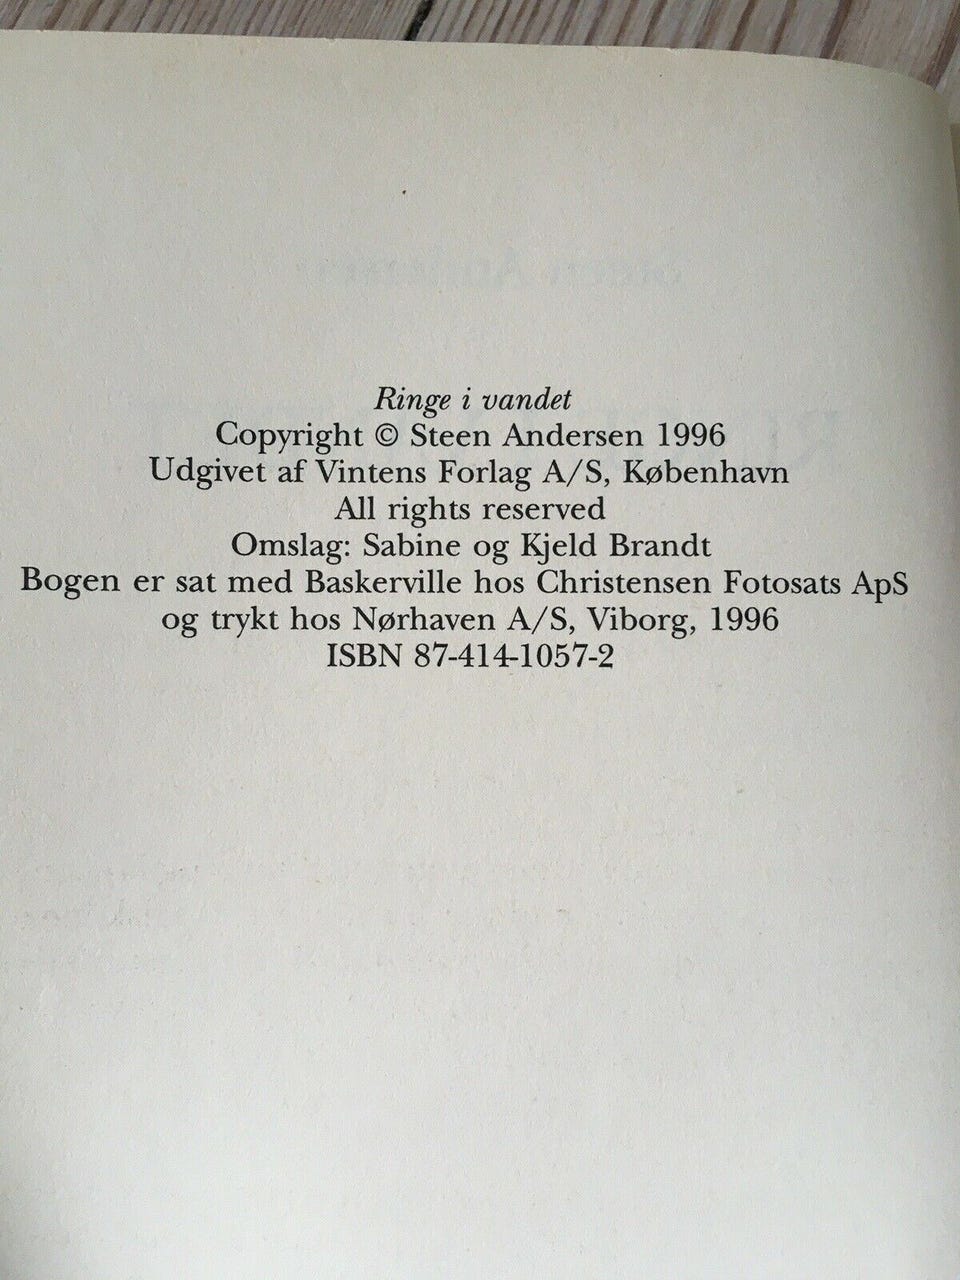 Ringe i vandet
Copyright © Steen Andersen 1996
Udgivet af Vintens Forlag A/S, København
All rights reserved
Omslag: Sabine og Kjeld Brandt
Bogen er sat med Baskerville hos Christensen Fotosats ApS
og trykt hos Nørhaven A/S, Viborg, 1996
ISBN 87-414-1057-2